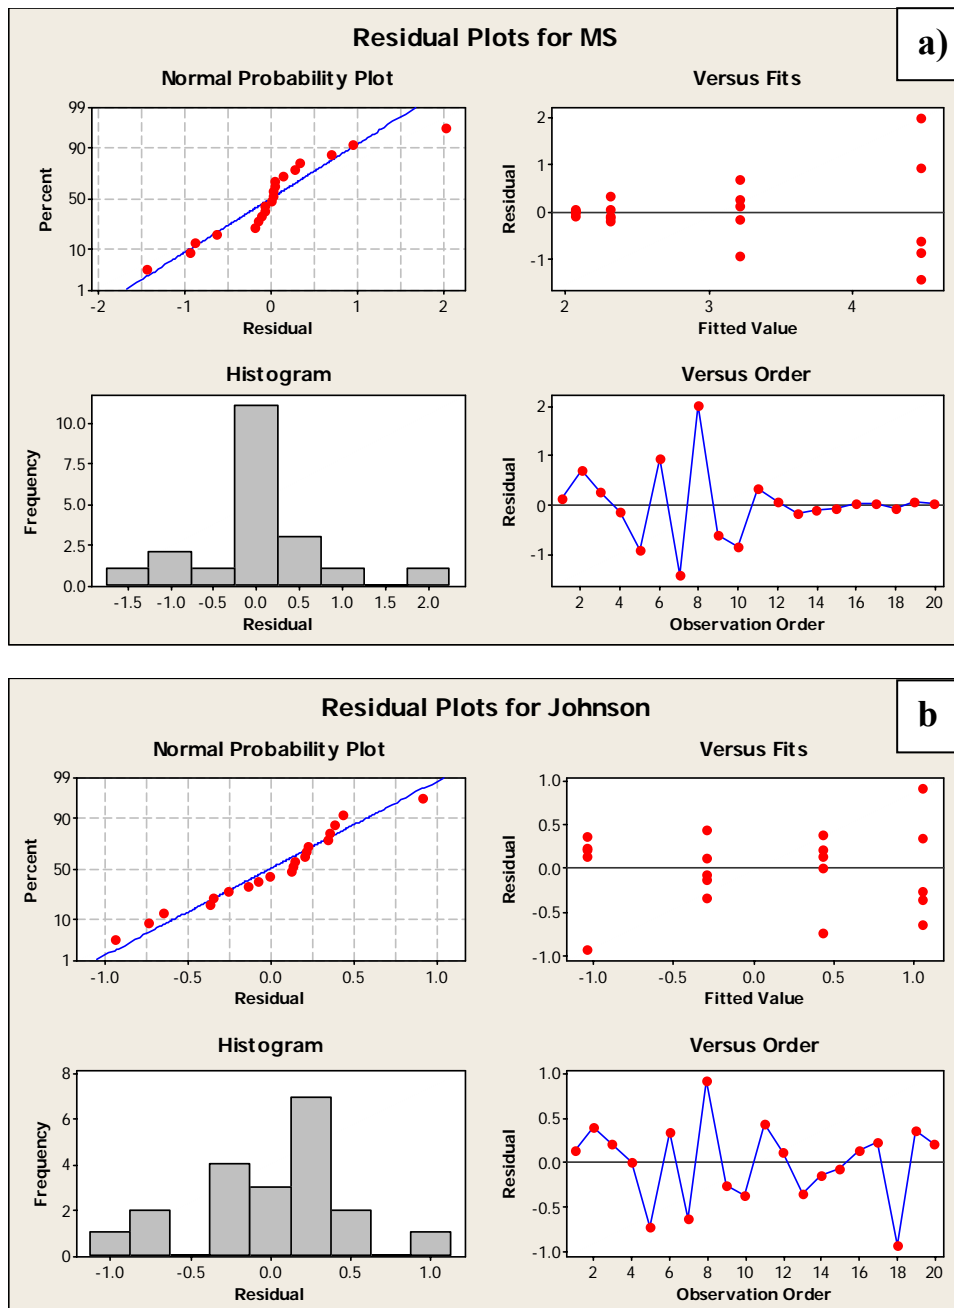 Residual Plots for MS
a)
Normal Probability Plot
Versus Fits
99
90
50
10
1
Percent
-2 -1 0 1 2
Residual
2
1
0
-1
Residual
2 3 4
Fitted Value
Histogram
Versus Order
10.0
7.5
5.0
2.5
0.0
Frequency
-1.5 -1.0 -0.5 0.0 0.5 1.0 1.5 2.0
Residual
2
1
0
-1
Residual
2 4 6 8 10 12 14 16 18 20
Observation Order
Residual Plots for Johnson
b
Normal Probability Plot
Versus Fits
99
90
50
10
1
Percent
-1.0 -0.5 0.0 0.5 1.0
Residual
1.0
0.5
0.0
-0.5
-1.0
Residual
-1.0 -0.5 0.0 0.5 1.0
Fitted Value
Histogram
Versus Order
8
6
4
2
0
Frequency
-1.0 -0.5 0.0 0.5 1.0
Residual
1.0
0.5
0.0
-0.5
-1.0
Residual
2 4 6 8 10 12 14 16 18 20
Observation Order